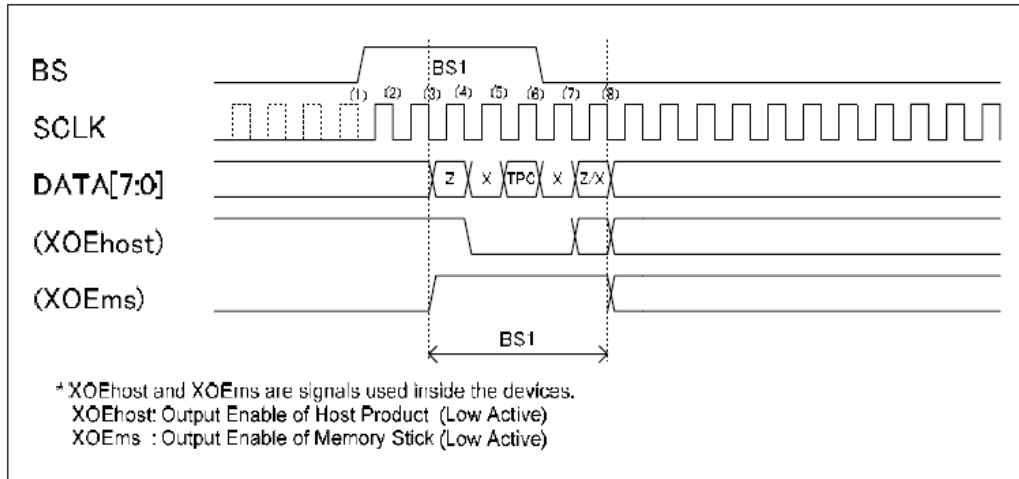 BS
BS1
(1) (2) (3) (4) (5) (6) (7) (8)
SCLK
DATA[7:0]
Z X TPC X Z/X
(XOEhost)
(XOEms)
BS1
* XOEhost and XOEms are signals used inside the devices.
XOEhost: Output Enable of Host Product (Low Active)
XOEms : Output Enable of Memory Stick (Low Active)